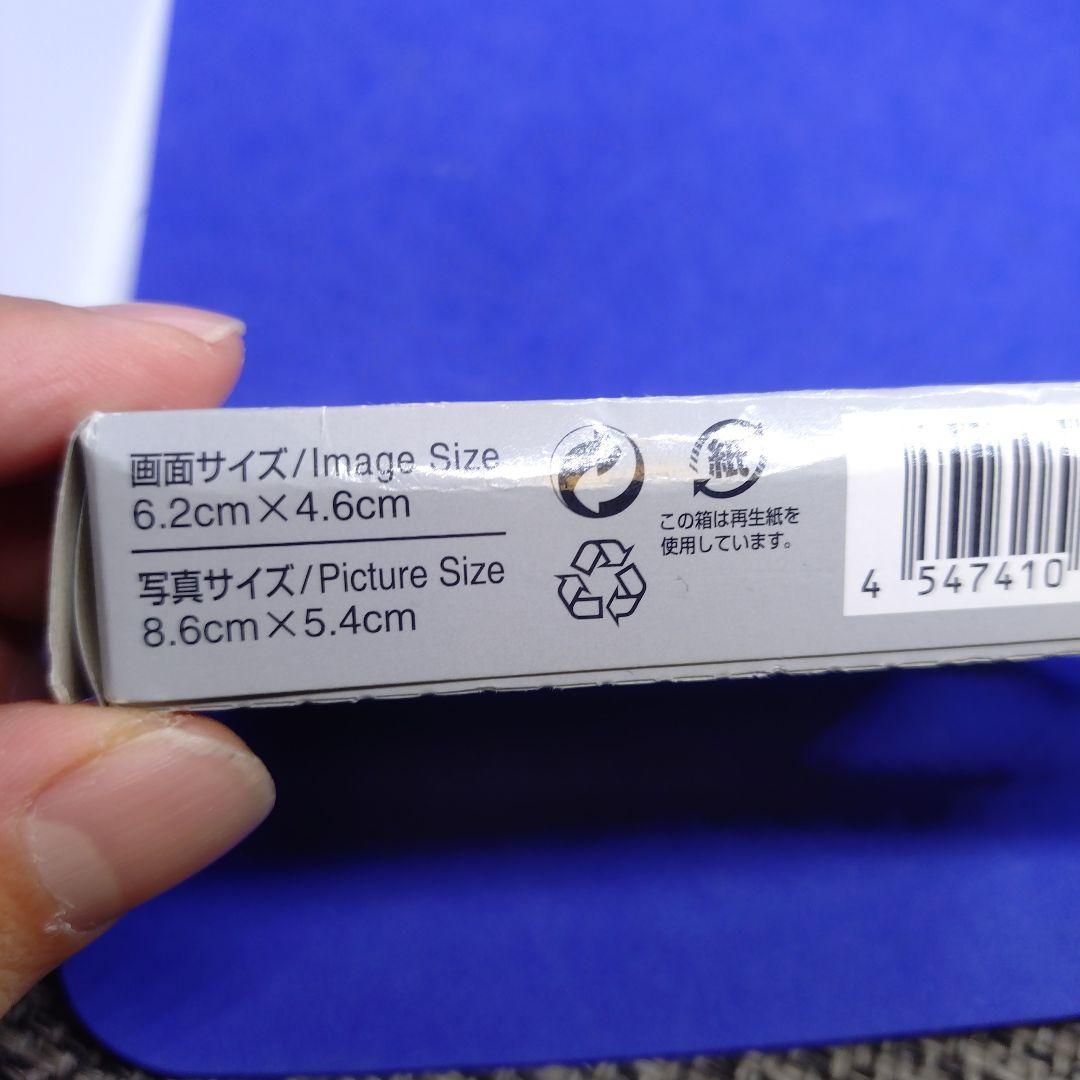 画面サイズ/Image Size
6.2cm×4.6cm
写真サイズ/Picture Size
8.6cm×5.4cm
紙
この箱は再生紙を
使用しています。
4 547410